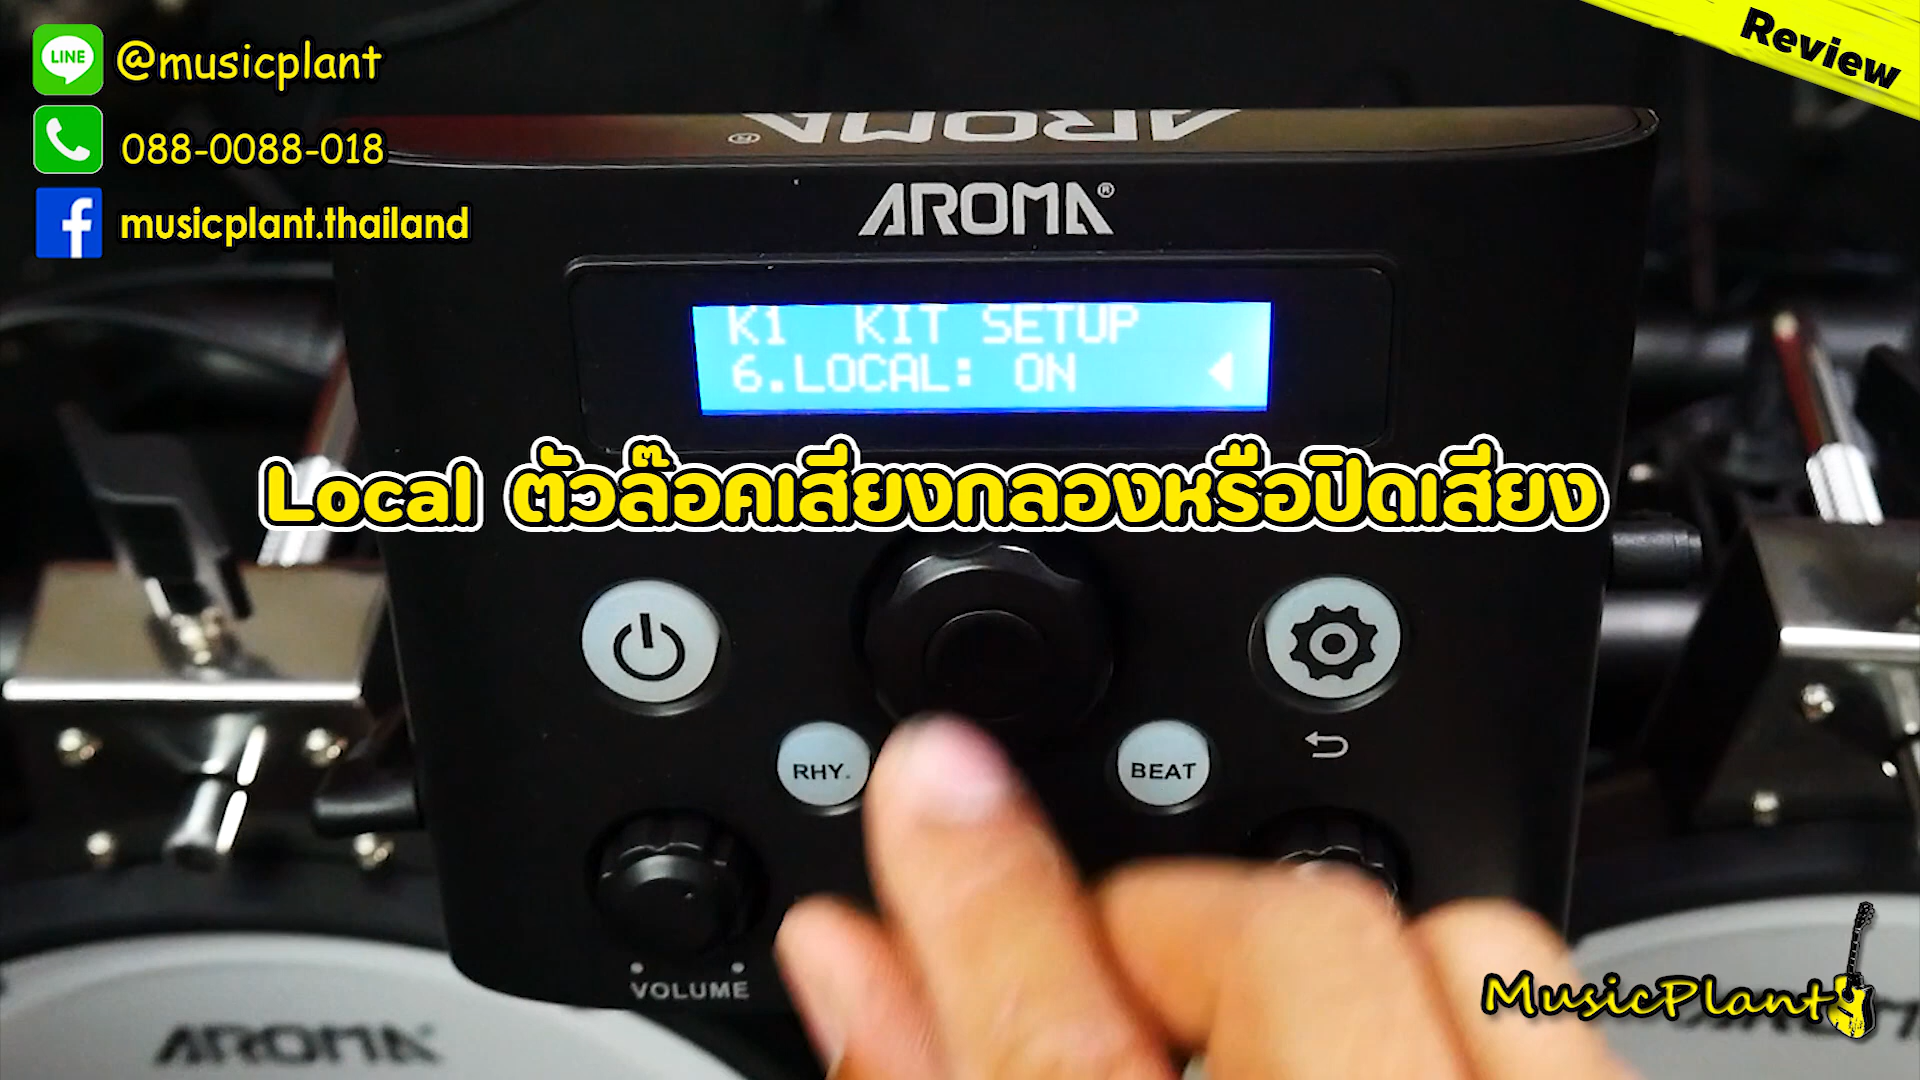 LINE
@musicplant
088-0088-018
musicplant.thailand
Review
AROMA®
AROMA®
K1 KIT SETUP
6.LOCAL: ON
Local ตัวล๊อคเสียงกลองหรือปิดเสียง
RHY.
BEAT
VOLUME
AROMA
MusicPlant